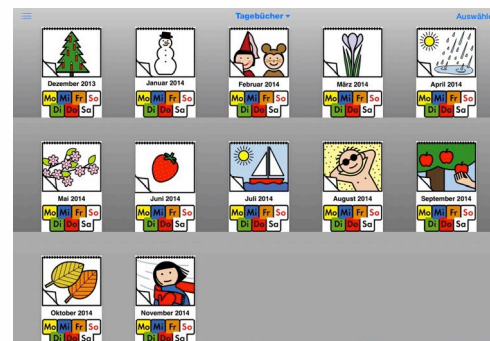 Tagebücher
Auswähle
Dezember 2013
Januar 2014
Februar 2014
März 2014
April 2014
Mo Mi Fr So
Di Do Sa
Mo Mi Fr So
Di Do Sa
Mo Mi Fr So
Di Do Sa
Mo Mi Fr So
Di Do Sa
Mo Mi Fr So
Di Do Sa
Mai 2014
Juni 2014
Juli 2014
August 2014
September 2014
Mo Mi Fr So
Di Do Sa
Mo Mi Fr So
Di Do Sa
Mo Mi Fr So
Di Do Sa
Mo Mi Fr So
Di Do Sa
Mo Mi Fr So
Di Do Sa
Oktober 2014
November 2014
Mo Mi Fr So
Di Do Sa
Mo Mi Fr So
Di Do Sa